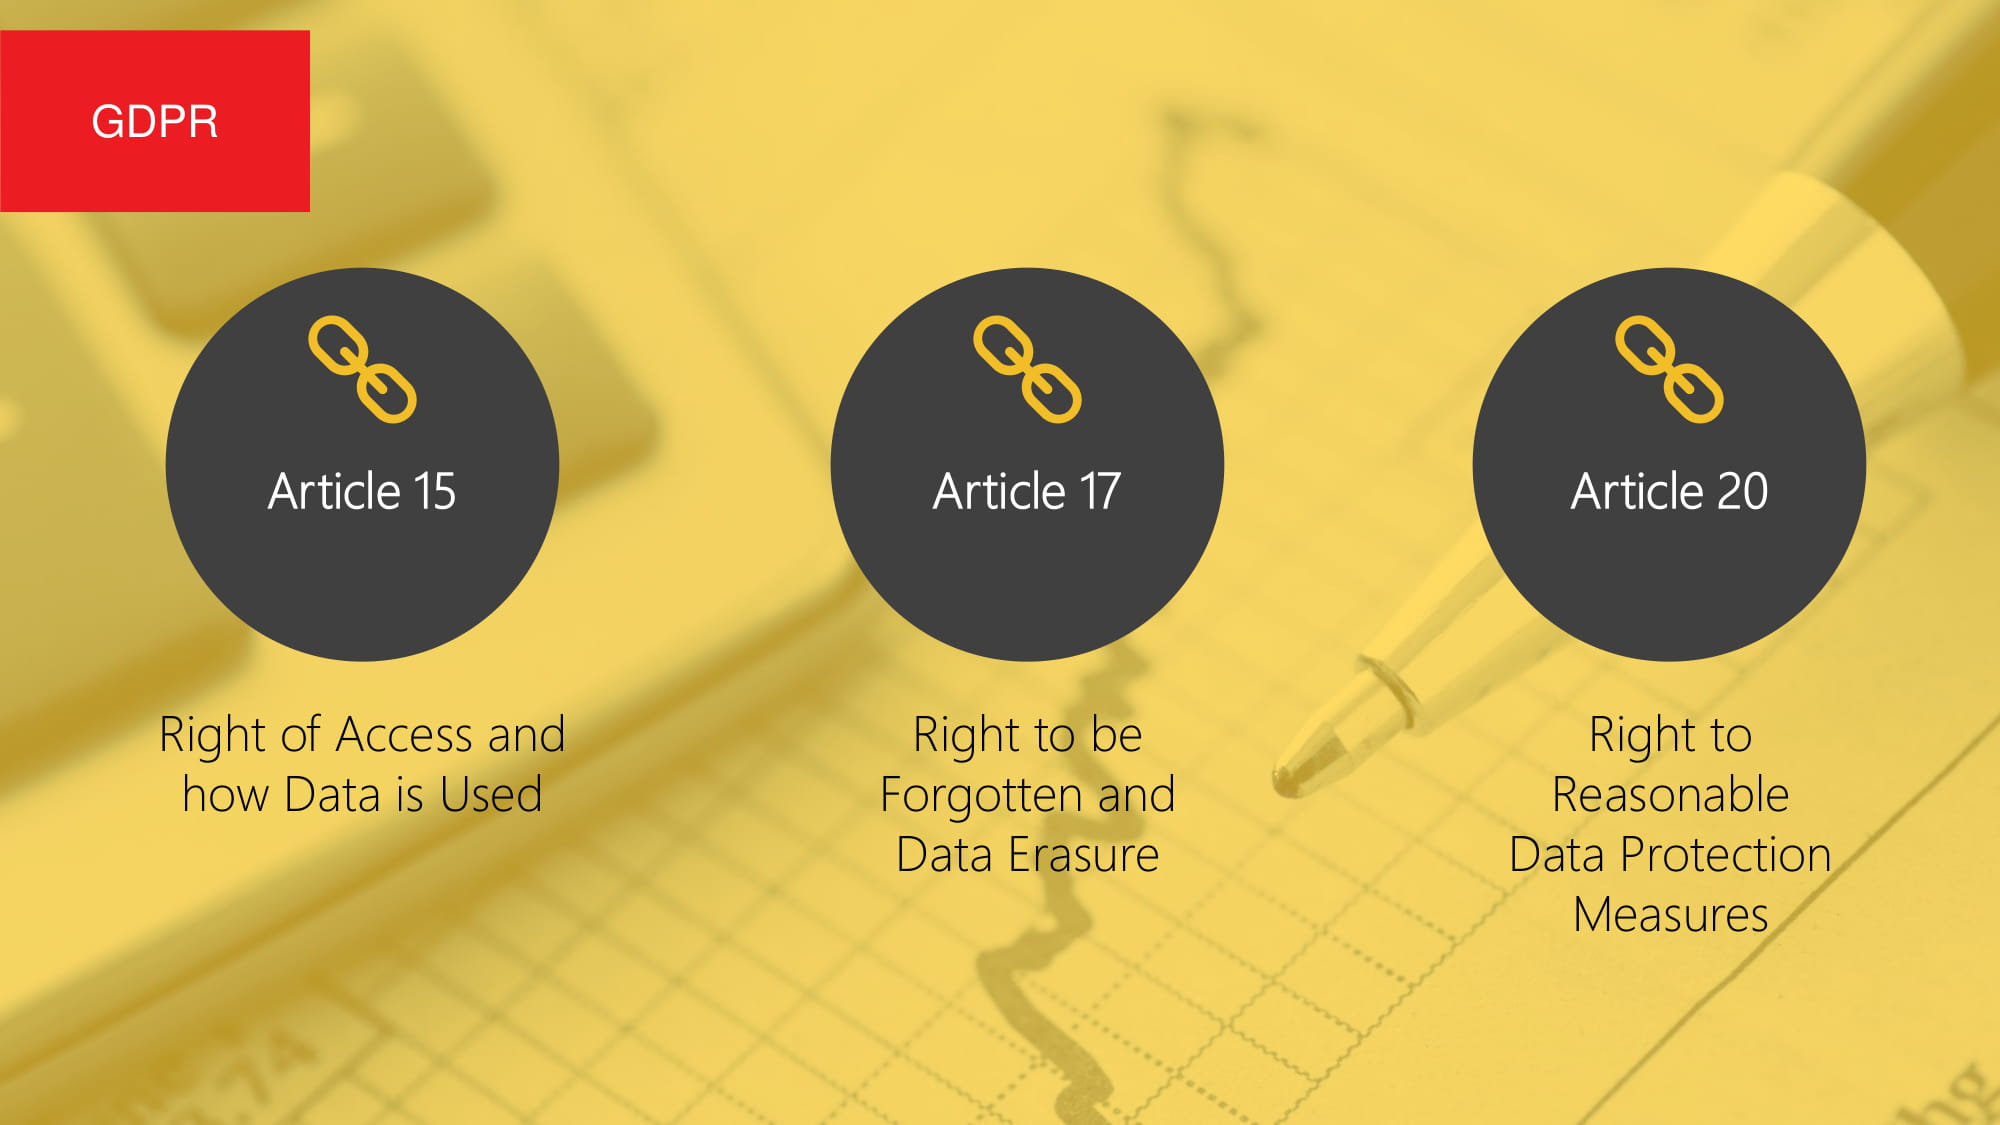 GDPR
Article 15
Right of Access and
how Data is Used
Article 17
Right to be
Forgotten and
Data Erasure
Article 20
Right to
Reasonable
Data Protection
Measures